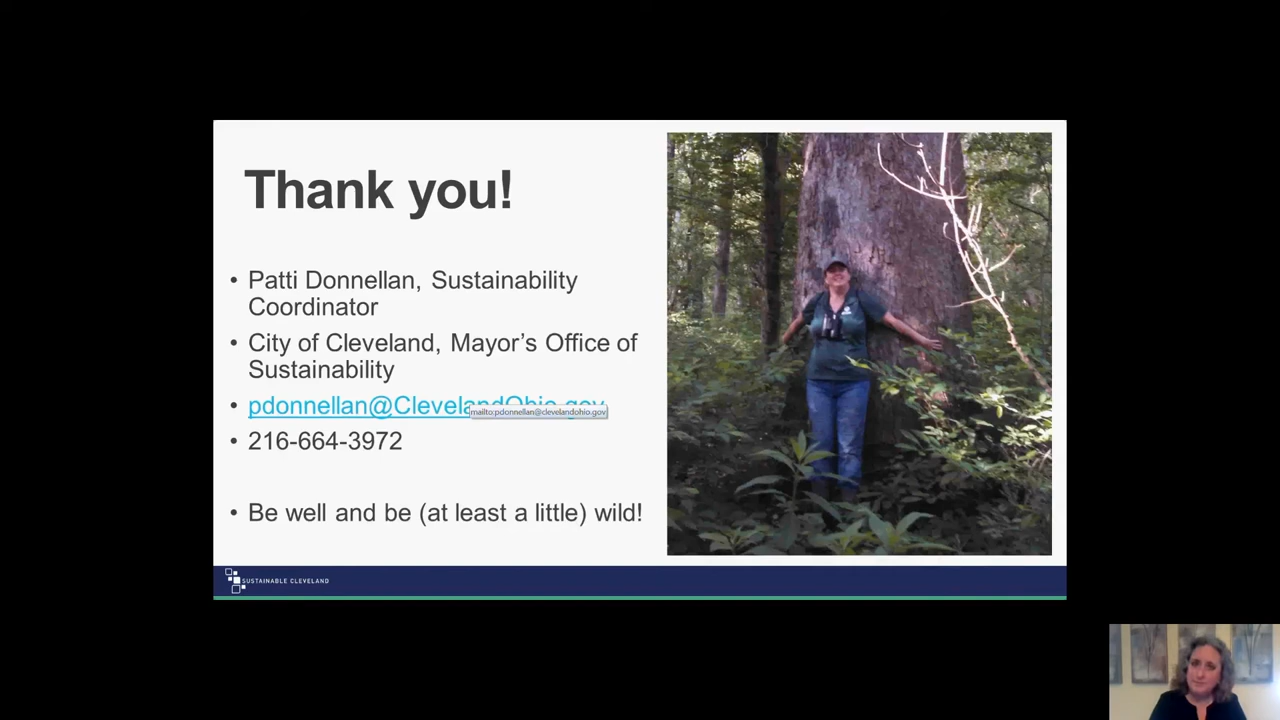 Thank you!
• Patti Donnellan, Sustainability
Coordinator
• City of Cleveland, Mayor's Office of
Sustainability
• pdonnellan@ClevelandOhio.gov
mailto:pdonnellan@clevelandohio.gov
• 216-664-3972
• Be well and be (at least a little) wild!
SUSTAINABLE CLEVELAND